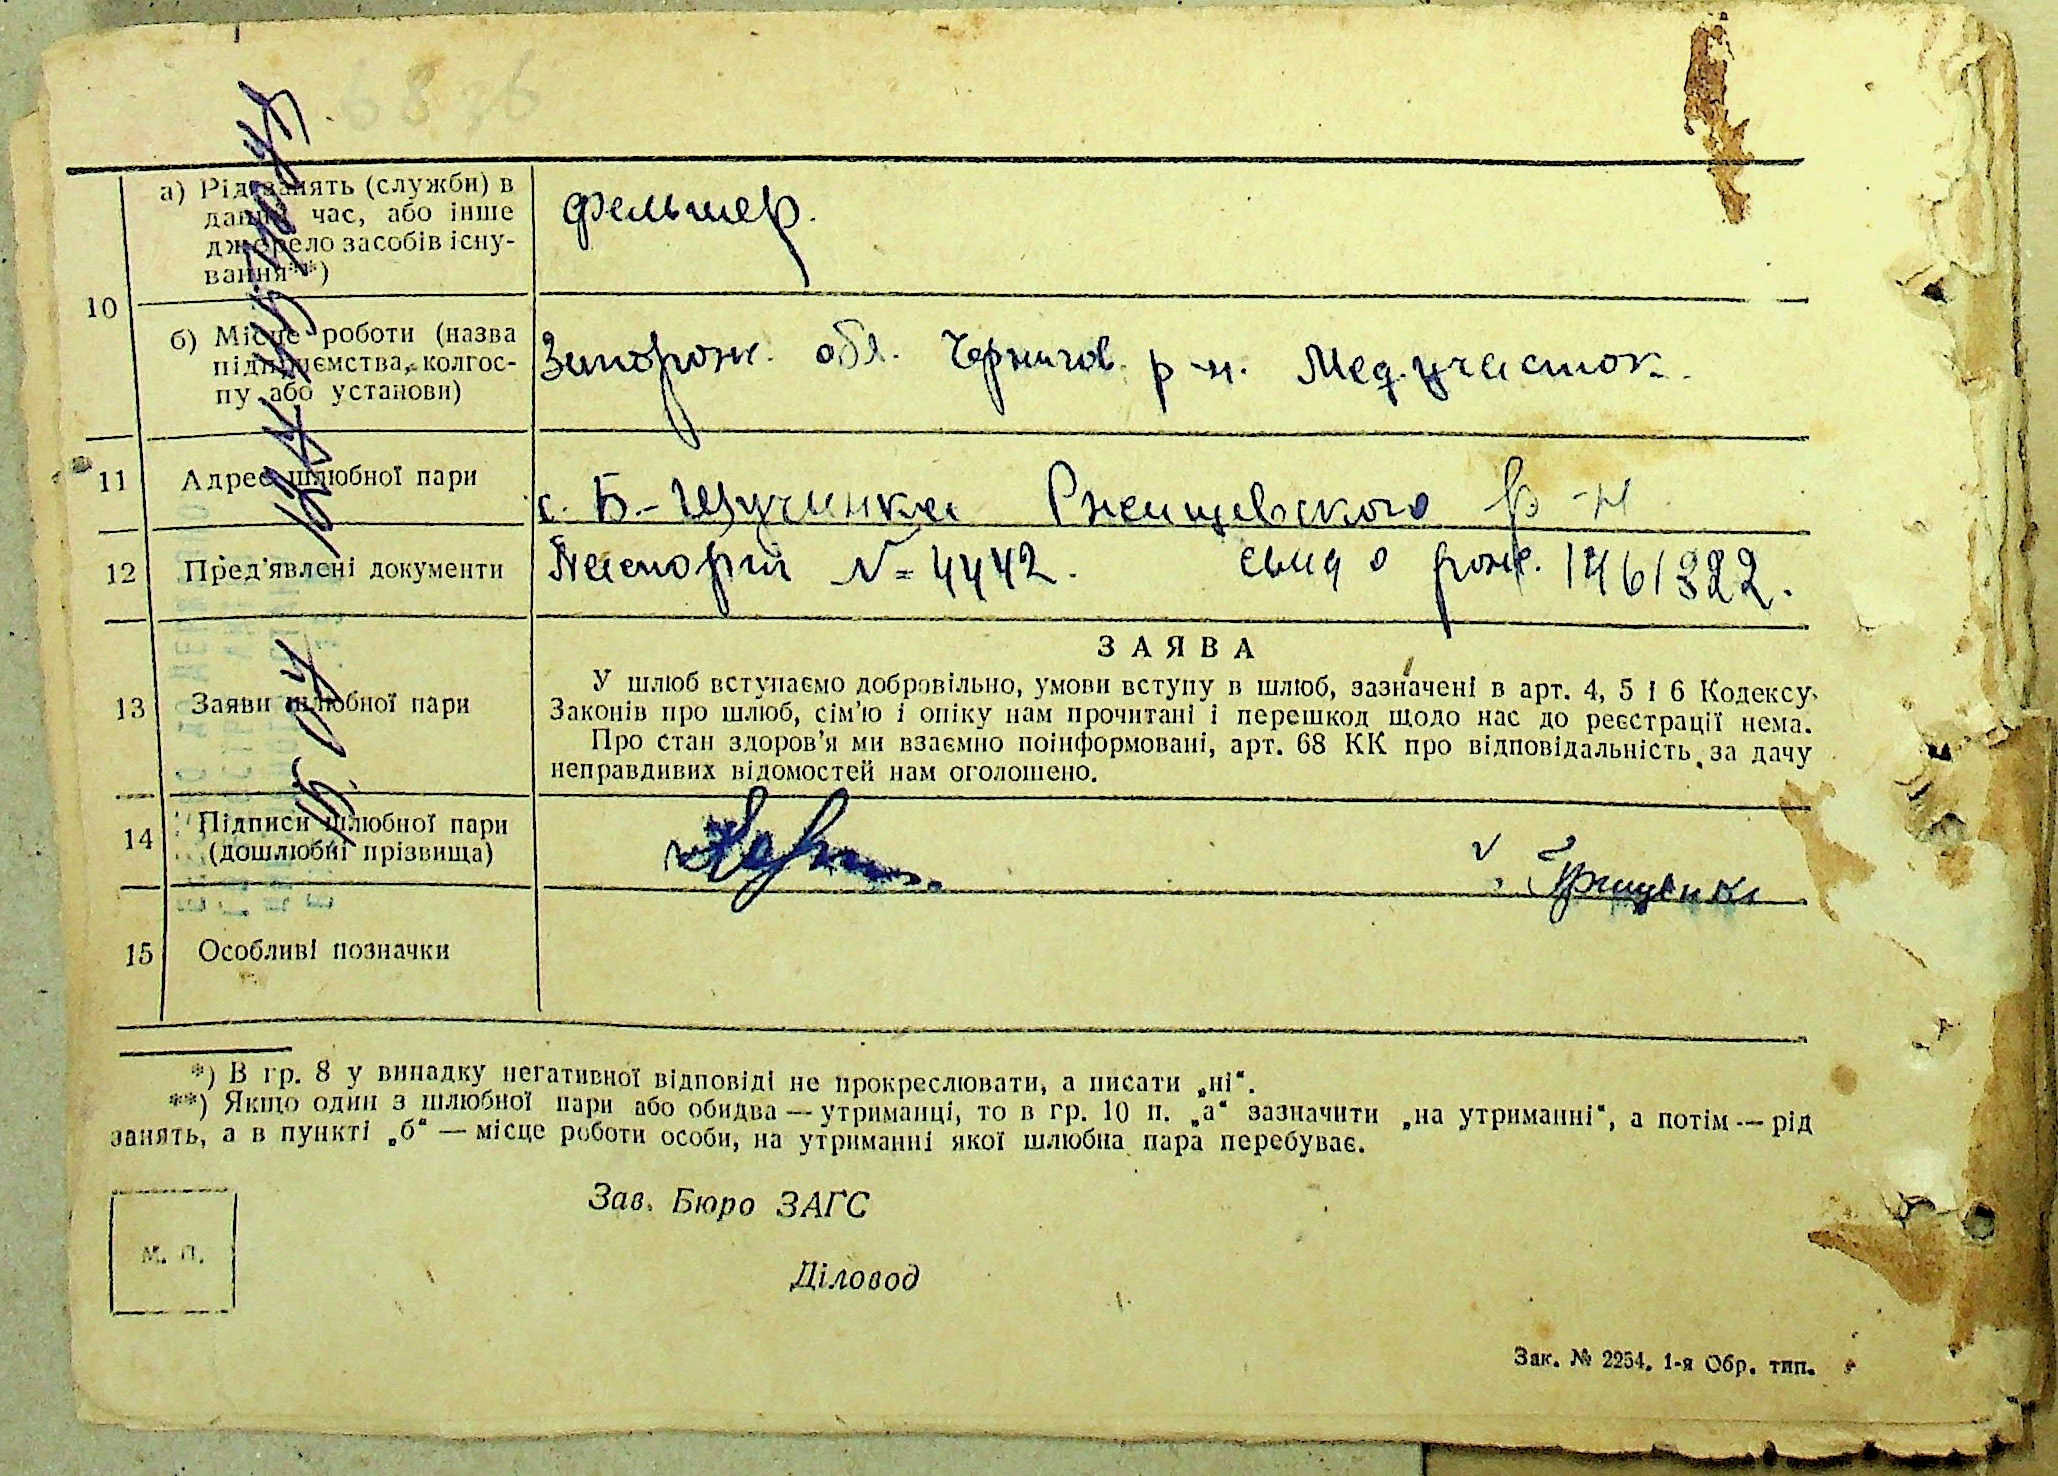 6836
10
а) Рід занять (служби) в
даний час, або інше
джерело засобів існу-
вання**)
фельшер.
б) Місце роботи (назва
підприємства, колгос-
пу або установи)
Запорож. обл. Чернигов. р-н. Мед.участок.
11
Адрес шлюбної пари
с. Б.-Щучинка Ржищевского р-н
12
Пред'явлені документи
Паспорт № 4442. свид о рож. 1461322.
13
Заяви шлюбної пари
ЗАЯВА
У шлюб вступаємо добровільно, умови вступу в шлюб, зазначені в арт. 4, 5 і 6 Кодексу
Законів про шлюб, сім'ю і опіку нам прочитані і перешкод щодо нас до реєстрації нема.
Про стан здоров'я ми взаємно поінформовані, арт. 68 КК про відповідальність за дачу
неправдивих відомостей нам оголошено.
14
Підписи шлюбної пари
(дошлюбні прізвища)
Грищенко
15
Особливі позначки
*) В гр. 8 у випадку негативної відповіді не прокреслювати, а писати „ні“.
**) Якщо один з шлюбної пари або обидва — утриманці, то в гр. 10 п. „а“ зазначити „на утриманні“, а потім — рід
занять, а в пункті „б“ — місце роботи особи, на утриманні якої шлюбна пара перебуває.
Зав. Бюро ЗАГС
М. П.
Діловод
Зак. № 2254. 1-я Обр. тип.